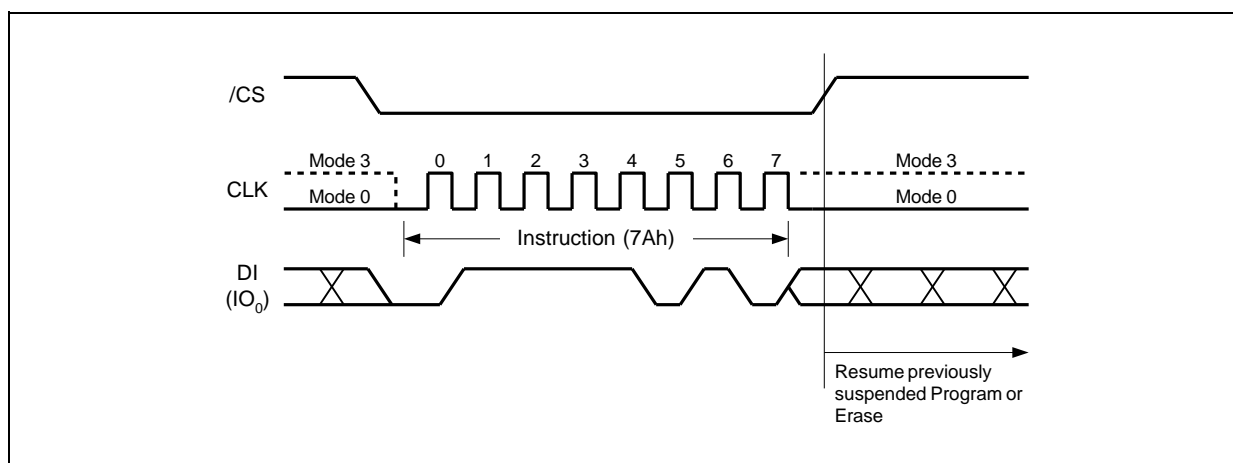 /CS
Mode 3 0 1 2 3 4 5 6 7 Mode 3
CLK
Mode 0 Mode 0
Instruction (7Ah)
DI
(IO₀)
Resume previously
suspended Program or
Erase